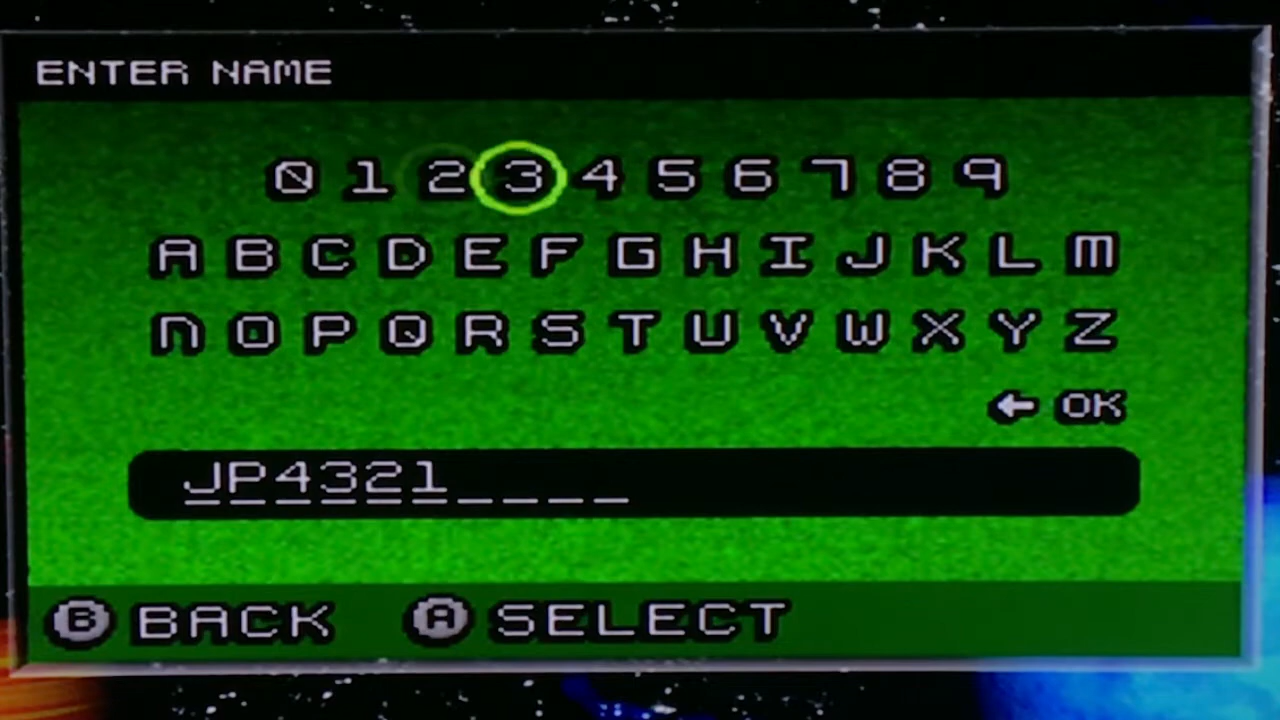 ENTER NAME
0 1 2 3 4 5 6 7 8 9
A B C D E F G H I J K L M
N O P Q R S T U V W X Y Z
← OK
JP4321____
B BACK A SELECT